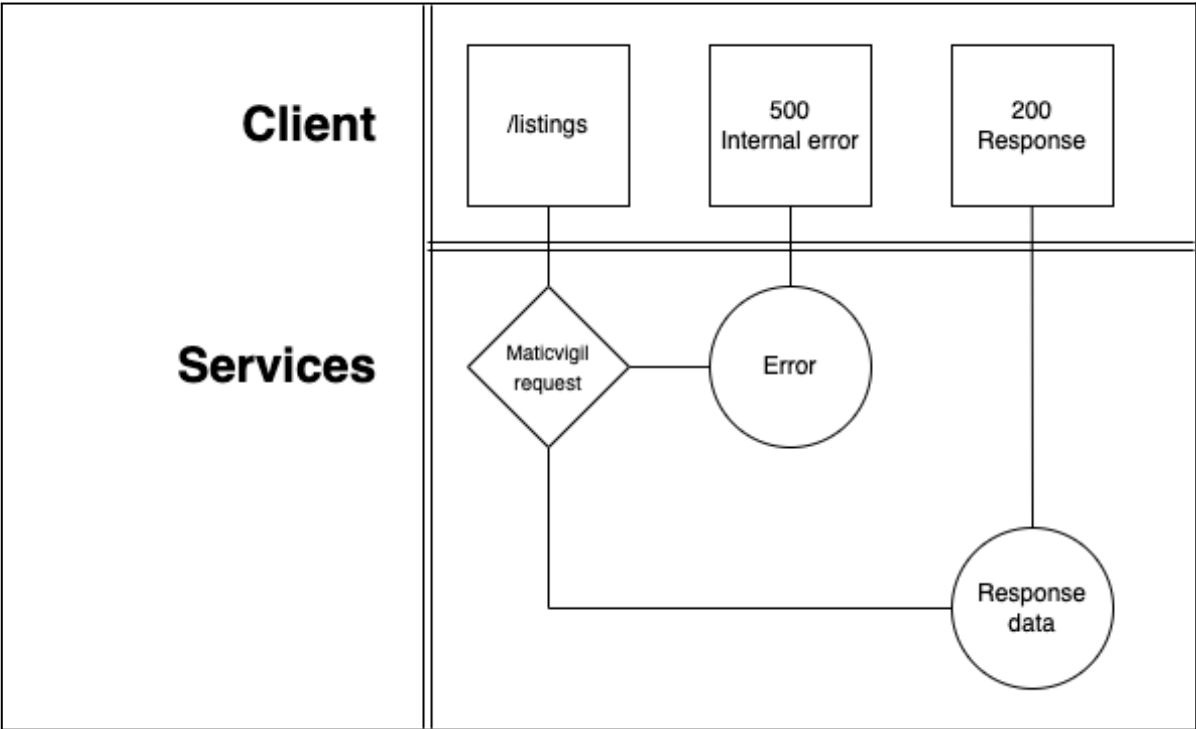 Client
/listings
500
Internal error
200
Response
Services
Maticvigil
request
Error
Response
data